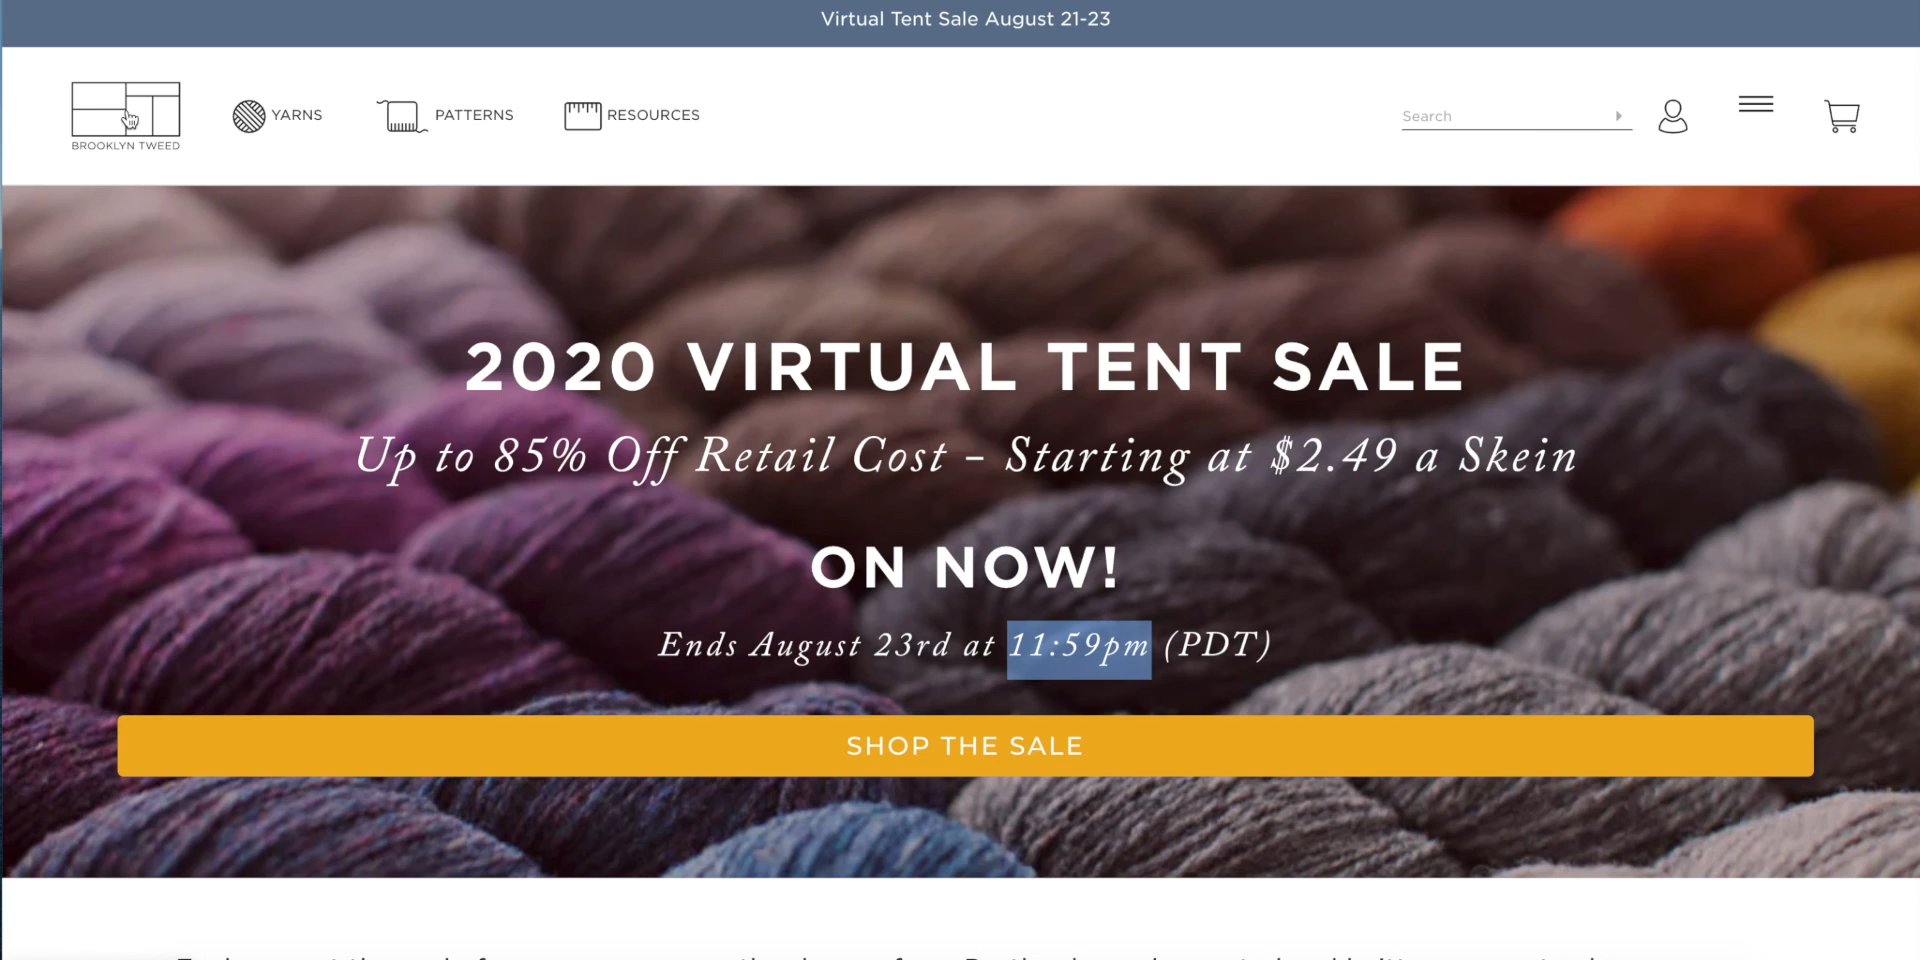 Virtual Tent Sale August 21-23
BROOKLYN TWEED
YARNS
PATTERNS
RESOURCES
Search
2020 VIRTUAL TENT SALE
Up to 85% Off Retail Cost – Starting at $2.49 a Skein
ON NOW!
Ends August 23rd at 11:59pm (PDT)
SHOP THE SALE